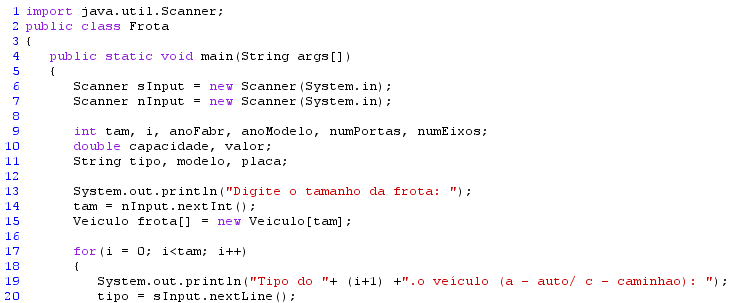 1 import java.util.Scanner;
2 public class Frota
3 {
4    public static void main(String args[])
5    {
6       Scanner sInput = new Scanner(System.in);
7       Scanner nInput = new Scanner(System.in);
8
9       int tam, i, anoFabr, anoModelo, numPortas, numEixos;
10       double capacidade, valor;
11       String tipo, modelo, placa;
12
13       System.out.println("Digite o tamanho da frota: ");
14       tam = nInput.nextInt();
15       Veiculo frota[] = new Veiculo[tam];
16
17       for(i = 0; i<tam; i++)
18       {
19          System.out.println("Tipo do "+ (i+1) +".o veículo (a - auto/ c - caminhao): ");
20          tipo = sInput.nextLine();